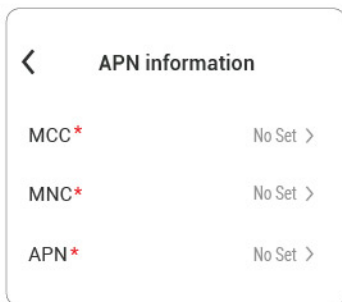 APN information
MCC* No Set
MNC* No Set
APN* No Set